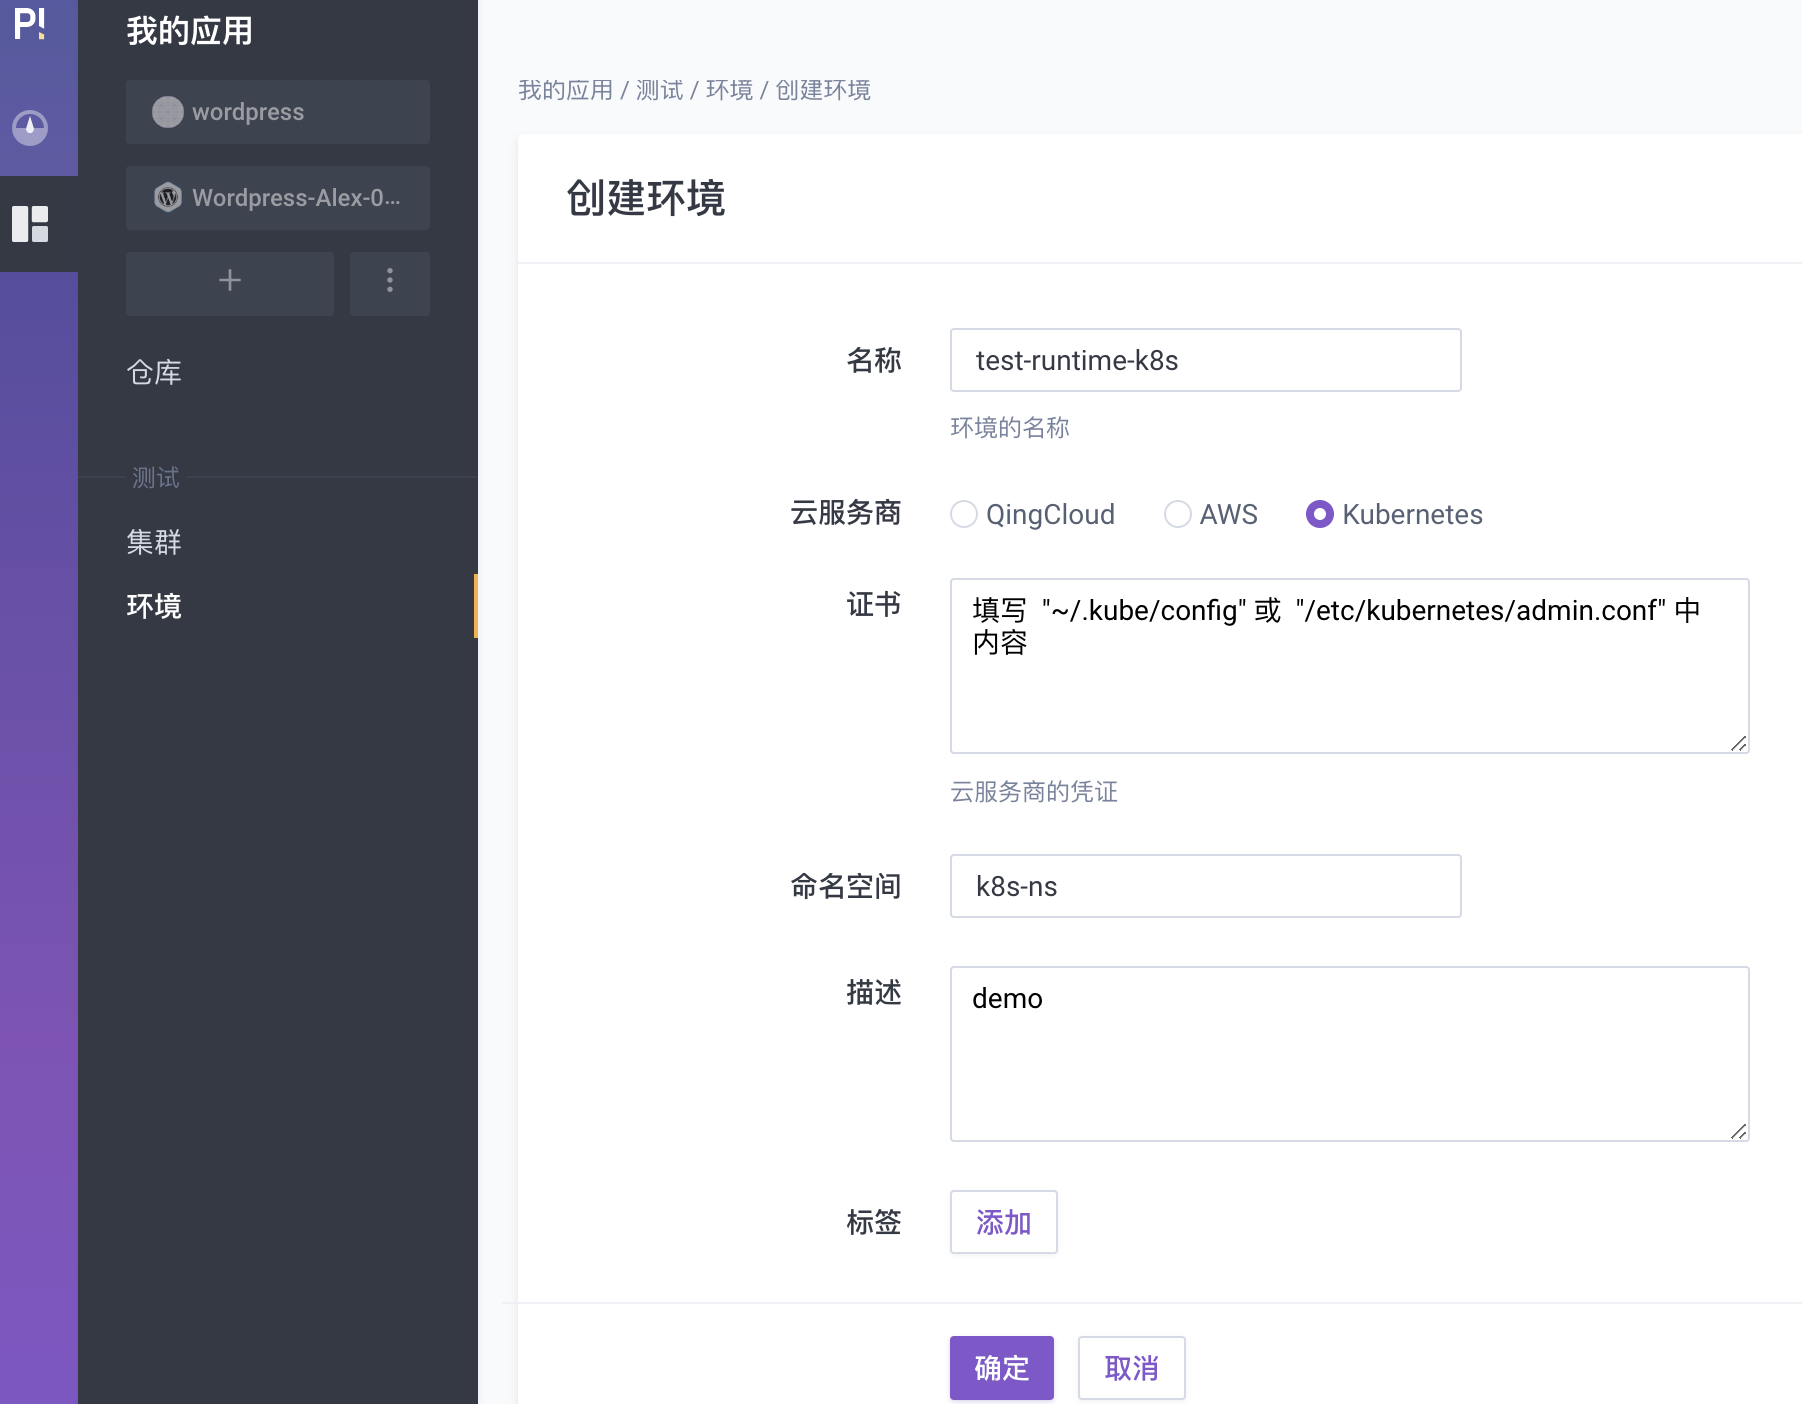 P!
我的应用
wordpress
Wordpress-Alex-0...
仓库
测试
集群
环境
我的应用 / 测试 / 环境 / 创建环境
创建环境
名称
test-runtime-k8s
环境的名称
云服务商
QingCloud
AWS
Kubernetes
证书
填写 "~/.kube/config" 或 "/etc/kubernetes/admin.conf" 中
内容
云服务商的凭证
命名空间
k8s-ns
描述
demo
标签
添加
确定
取消